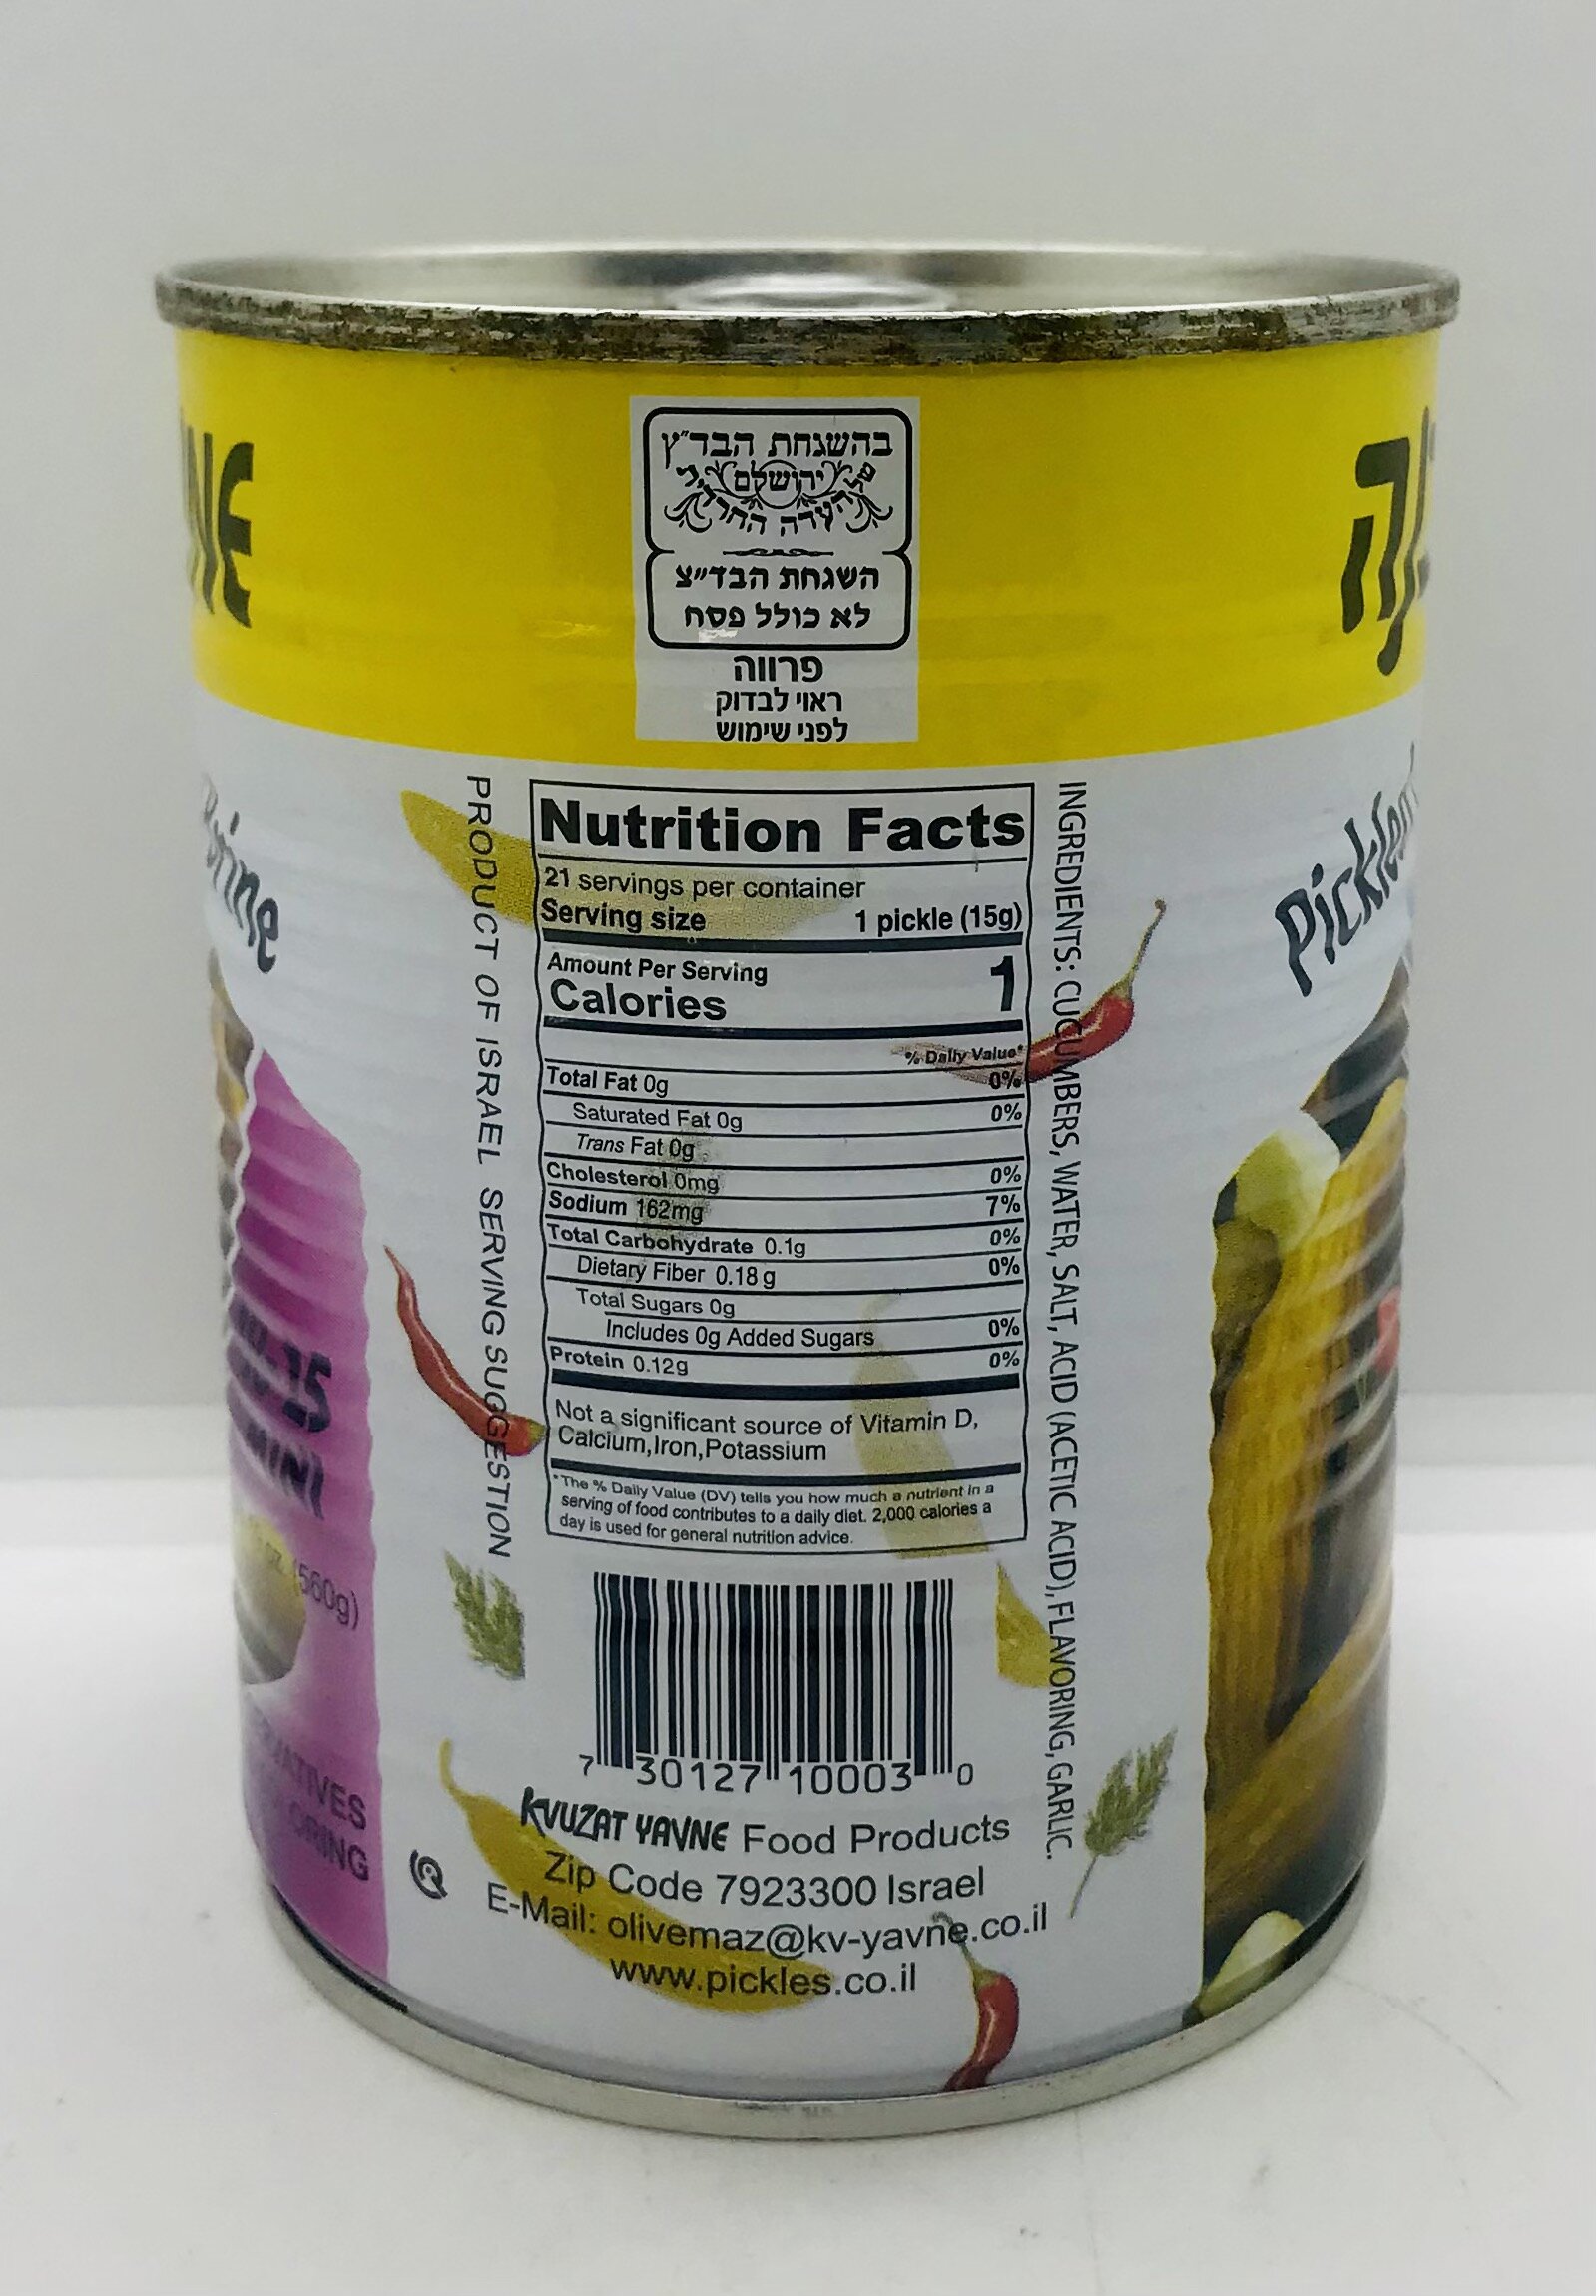 בהשגחת הבד"ץ
ירושלם
של העדה החרדית
השגחת הבד"צ
לא כולל פסח
פרווה
ראוי לבדוק
לפני שימוש
PRODUCT OF ISRAEL SERVING SUGGESTION
Nutrition Facts
21 servings per container
Serving size 1 pickle (15g)
Amount Per Serving
Calories 1
% Daily Value*
Total Fat 0g 0%
Saturated Fat 0g 0%
Trans Fat 0g
Cholesterol 0mg 0%
Sodium 162mg 7%
Total Carbohydrate 0.1g 0%
Dietary Fiber 0.18 g 0%
Total Sugars 0g
Includes 0g Added Sugars 0%
Protein 0.12g 0%
Not a significant source of Vitamin D,
Calcium,Iron,Potassium
*The % Daily Value (DV) tells you how much a nutrient in a
serving of food contributes to a daily diet. 2,000 calories a
day is used for general nutrition advice.
INGREDIENTS: CUCUMBERS, WATER, SALT, ACID (ACETIC ACID), FLAVORING, GARLIC.
7 30127 10003 0
KVUZAT YAVNE Food Products
Zip Code 7923300 Israel
E-Mail: olivemaz@kv-yavne.co.il
www.pickles.co.il
Brine
15
MINI
OZ (560g)